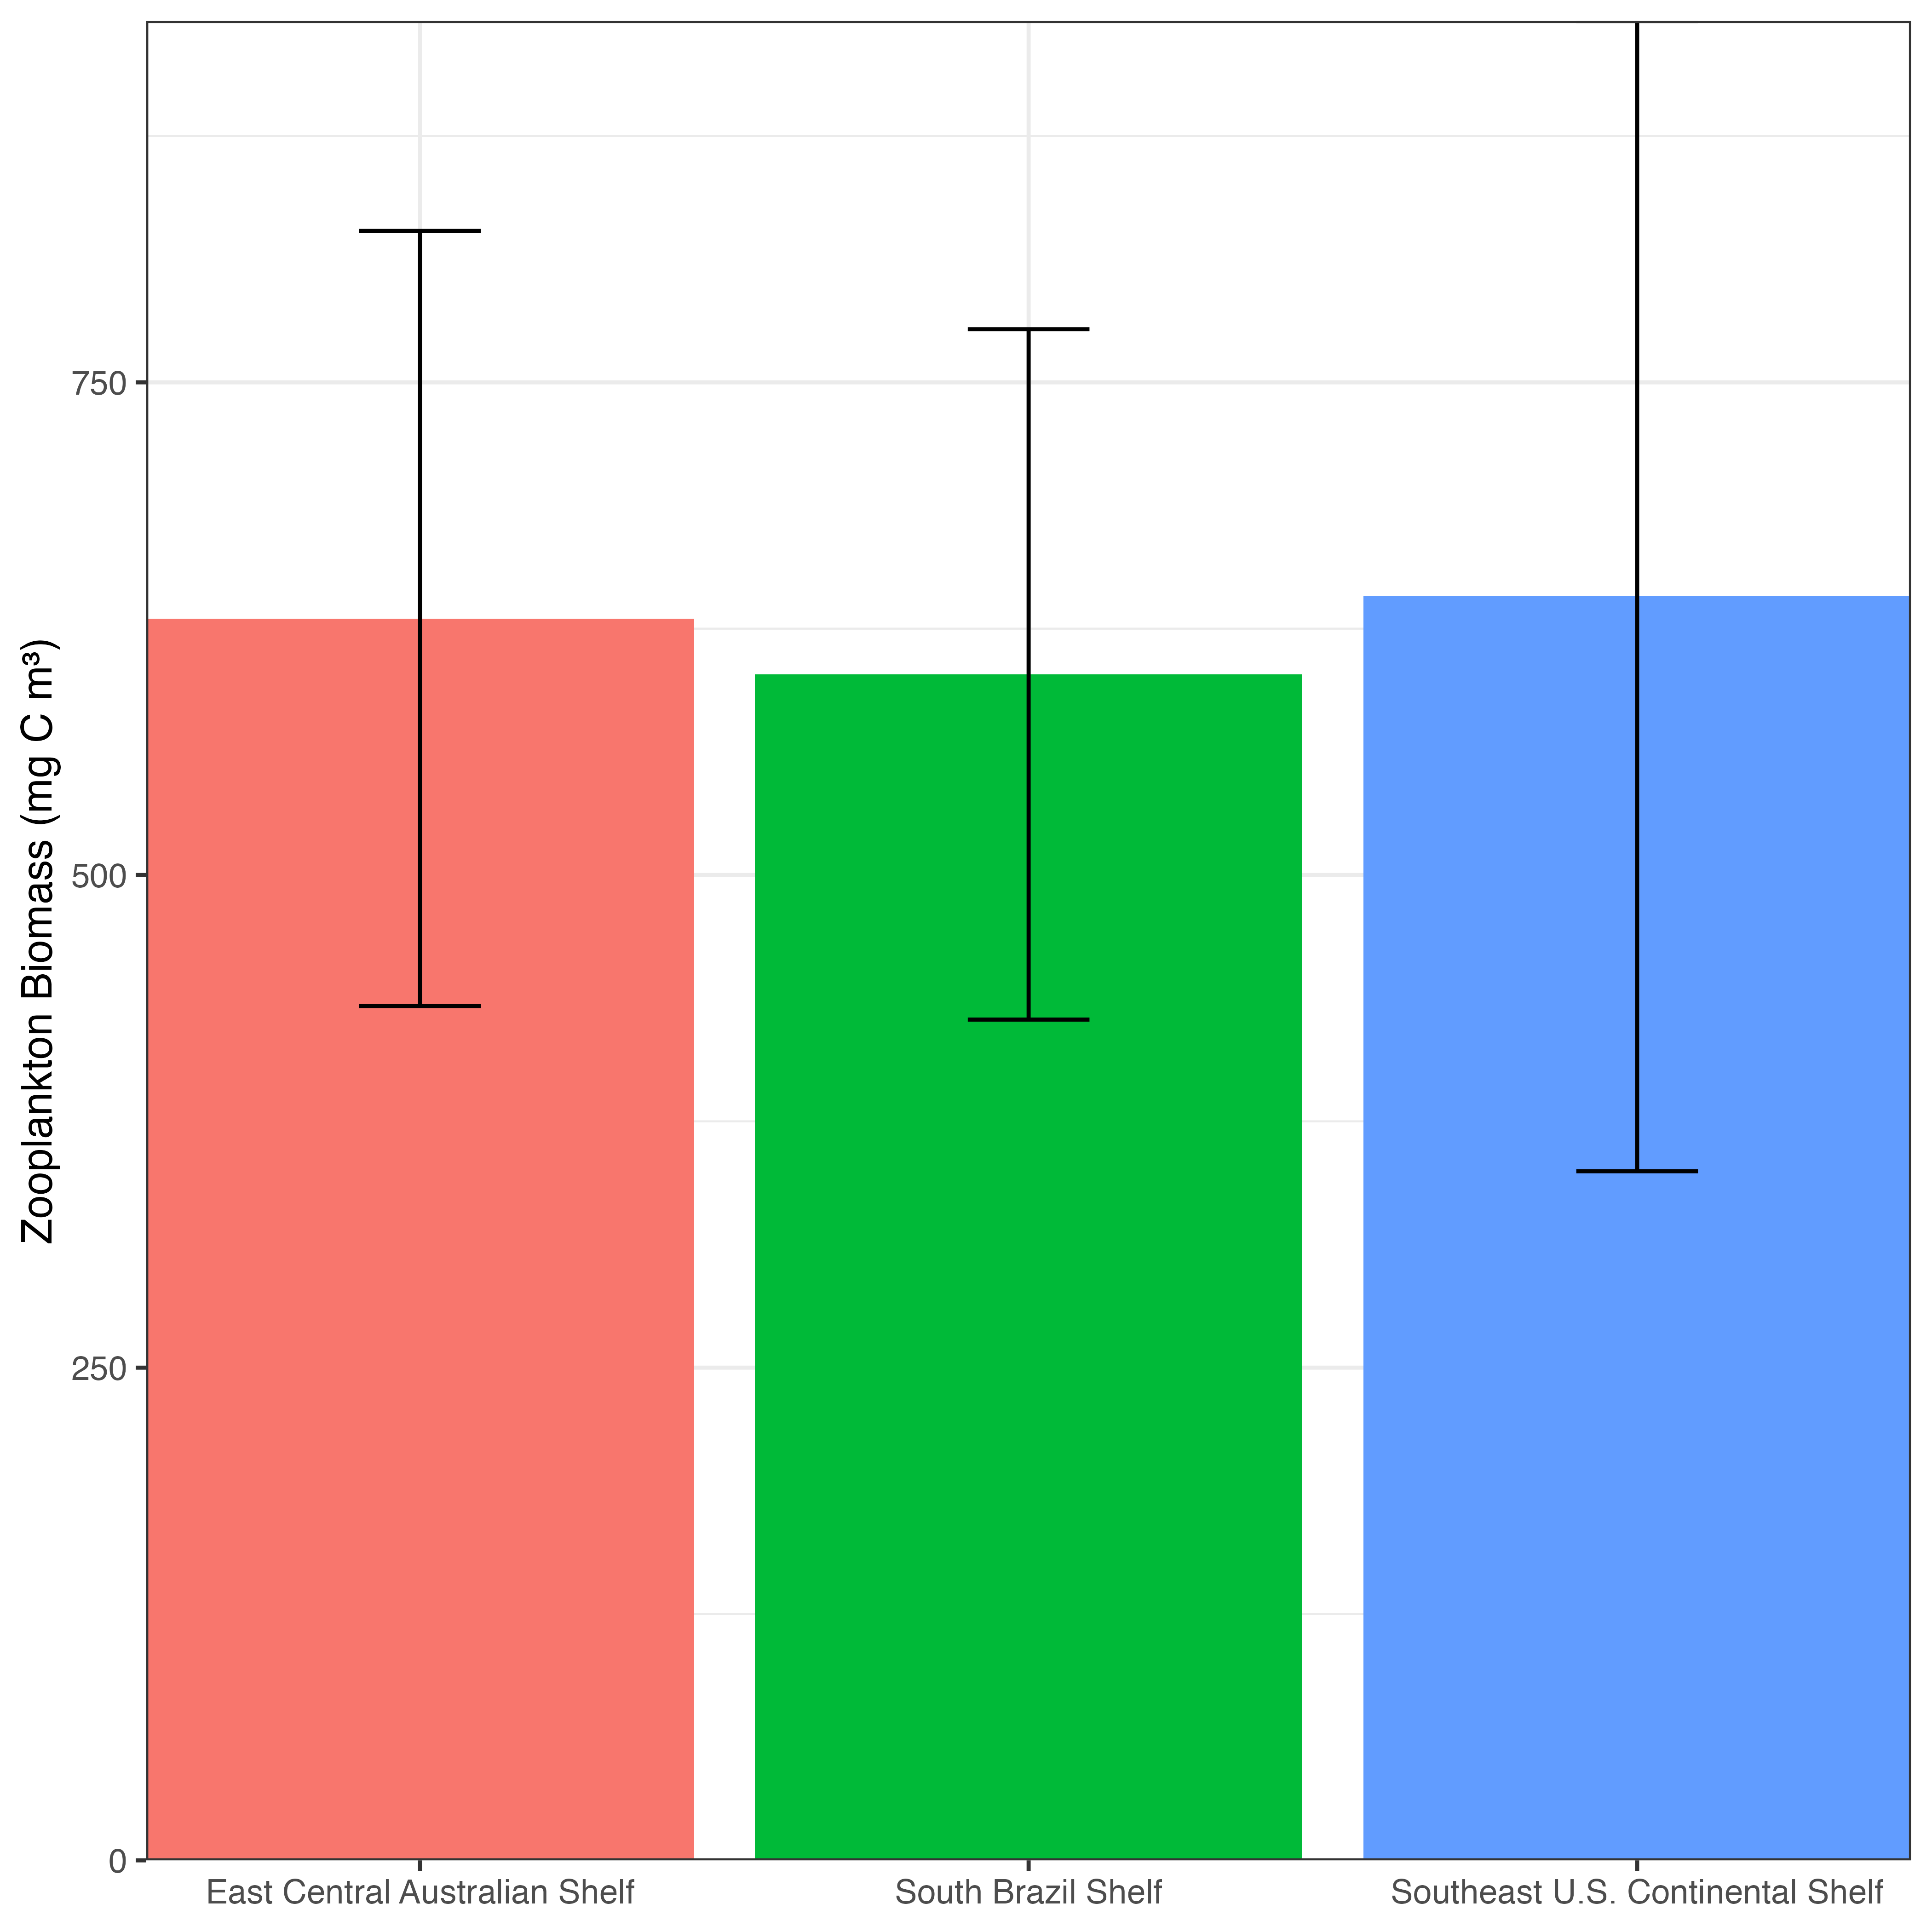 Zooplankton Biomass (mg C m³)
750
500
250
0
East Central Australian Shelf
South Brazil Shelf
Southeast U.S. Continental Shelf